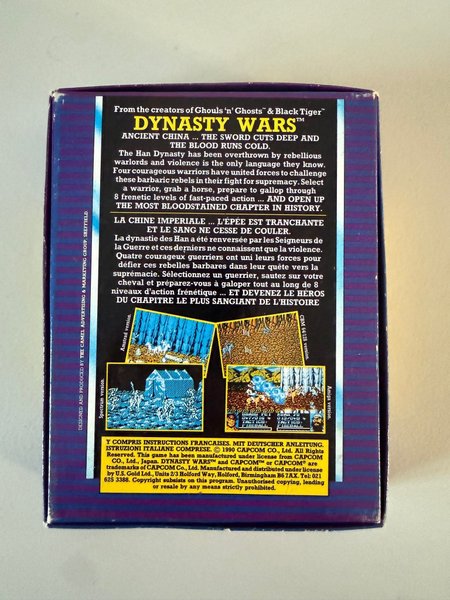 From the creators of Ghouls 'n' Ghosts™ & Black Tiger™
DYNASTY WARS™
ANCIENT CHINA ... THE SWORD CUTS DEEP AND
THE BLOOD RUNS COLD.
The Han Dynasty has been overthrown by rebellious
warlords and violence is the only language they know.
Four courageous warriors have united forces to challenge
these barbaric rebels in their fight for supremacy. Select
a warrior, grab a horse, prepare to gallop through
8 frenetic levels of fast-paced action ... AND OPEN UP
THE MOST BLOODSTAINED CHAPTER IN HISTORY.
LA CHINE IMPERIALE ... L'ÉPÉE EST TRANCHANTE
ET LE SANG NE CESSE DE COULER.
La dynastie des Han a été renversée par les Seigneurs de
la Guerre et ces derniers ne connaissent que la violence.
Quatre courageux guerriers ont uni leurs forces pour
défier ces rebelles barbares dans leur quête vers la
suprématie. Sélectionnez un guerrier, sautez sur votre
cheval et préparez-vous à galoper tout au long de 8
niveaux d'action frénétique ... ET DEVENEZ LE HÉROS
DU CHAPITRE LE PLUS SANGIANT DE L'HISTOIRE
Amstrad version.
CBM 64/128 version.
Spectrum version.
Amiga version.
Y COMPRIS INSTRUCTIONS FRANCAISES. MIT DEUTSCHER ANLEITUNG.
ISTRUZIONI ITALIANE COMPRESE. © 1990 CAPCOM CO., Ltd. All Rights
Reserved. This game has been manufactured under license from CAPCOM
CO., Ltd., Japan. DYNASTY WARS™ and CAPCOM™ or CAPCOM® are
trademarks of CAPCOM Co., Ltd. Manufactured and distributed under license
by U.S. Gold Ltd., Units 2/3 Holford Way, Holford, Birmingham B6 7AX. Tel: 021
625 3388. Copyright subsists on this program. Unauthorised copying, lending
or resale by any means strictly prohibited.
DESIGNED AND PRODUCED BY THE KAMEL ADVERTISING & MARKETING GROUP, SHEFFIELD